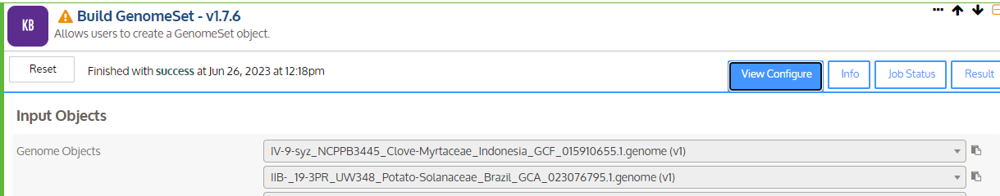 KB
Build GenomeSet - v1.7.6
Allows users to create a GenomeSet object.
Reset
Finished with success at Jun 26, 2023 at 12:18pm
View Configure
Info
Job Status
Result
Input Objects
Genome Objects
IV-9-syz_NCPPB3445_Clove-Myrtaceae_Indonesia_GCF_015910655.1.genome (v1)
IIB-_19-3PR_UW348_Potato-Solanaceae_Brazil_GCA_023076795.1.genome (v1)